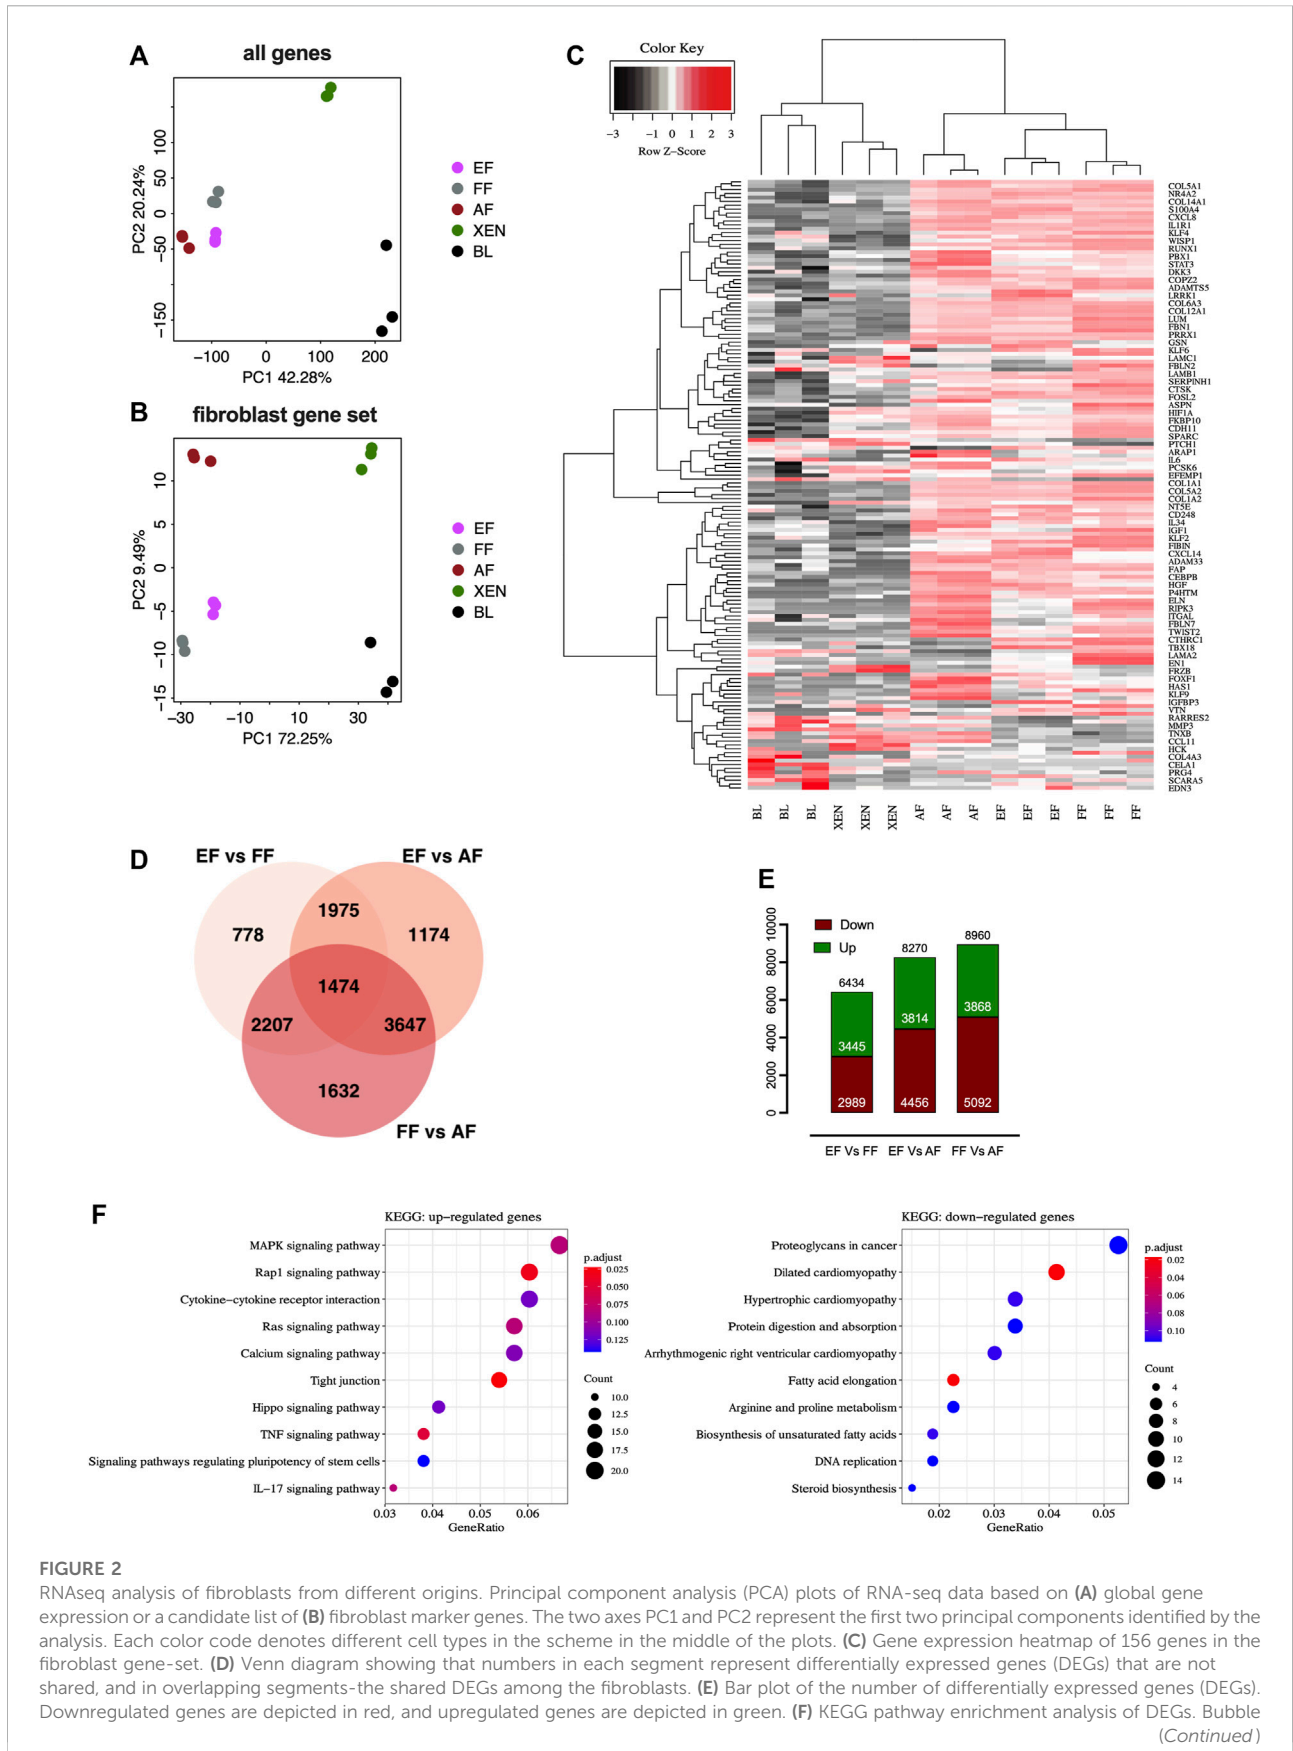 A
all genes
PC2 20.24%
100
50
0
−50
−150
−100
0
100
200
PC1 42.28%
EF
FF
AF
XEN
BL
B
fibroblast gene set
PC2 9.49%
10
5
0
−5
−10
−15
−30
−10
10
30
PC1 72.25%
EF
FF
AF
XEN
BL
C
Color Key
−3
−1
0
1
2
3
Row Z−Score
COL5A1
NR4A2
COL14A1
S100A4
CXCL8
IL1R1
KLF4
WISP1
RUNX1
PBX1
STAT3
DKK3
COPZ2
ADAMTS5
LRRK1
COL6A3
COL12A1
LUM
FBN1
PRRX1
GSN
KLF6
LAMC1
FBLN2
LAMB1
SERPINH1
CTSK
FOSL2
ASPN
HIF1A
FKBP10
CDH11
SPARC
PTCH1
ARAP1
IL6
PCSK6
EFEMP1
COL1A1
COL5A2
COL1A2
NT5E
CD248
IL34
IGF1
KLF2
FIBIN
CXCL14
ADAM33
FAP
CEBPB
HGF
P4HTM
ELN
RIPK3
ITGAL
FBLN7
TWIST2
CTHRC1
TBX18
LAMA2
EN1
FRZB
FOXF1
HAS1
KLF9
IGFBP3
VTN
RARRES2
MMP3
TNXB
CCL11
HCK
COL4A3
CELA1
PRG4
SCARA5
EDN3
BL
BL
BL
XEN
XEN
XEN
AF
AF
AF
EF
EF
EF
FF
FF
FF
D
EF vs FF
EF vs AF
1975
778
1174
1474
2207
3647
1632
FF vs AF
E
10000
8000
6000
4000
2000
0
Down
Up
6434
8270
8960
3445
3814
3868
2989
4456
5092
EF Vs FF
EF Vs AF
FF Vs AF
F
KEGG: up−regulated genes
MAPK signaling pathway
Rap1 signaling pathway
Cytokine−cytokine receptor interaction
Ras signaling pathway
Calcium signaling pathway
Tight junction
Hippo signaling pathway
TNF signaling pathway
Signaling pathways regulating pluripotency of stem cells
IL−17 signaling pathway
0.03
0.04
0.05
0.06
GeneRatio
p.adjust
0.025
0.050
0.075
0.100
0.125
Count
10.0
12.5
15.0
17.5
20.0
KEGG: down−regulated genes
Proteoglycans in cancer
Dilated cardiomyopathy
Hypertrophic cardiomyopathy
Protein digestion and absorption
Arrhythmogenic right ventricular cardiomyopathy
Fatty acid elongation
Arginine and proline metabolism
Biosynthesis of unsaturated fatty acids
DNA replication
Steroid biosynthesis
0.02
0.03
0.04
0.05
GeneRatio
p.adjust
0.02
0.04
0.06
0.08
0.10
Count
4
6
8
10
12
14
FIGURE 2
RNAseq analysis of fibroblasts from different origins. Principal component analysis (PCA) plots of RNA-seq data based on (A) global gene
expression or a candidate list of (B) fibroblast marker genes. The two axes PC1 and PC2 represent the first two principal components identified by the
analysis. Each color code denotes different cell types in the scheme in the middle of the plots. (C) Gene expression heatmap of 156 genes in the
fibroblast gene-set. (D) Venn diagram showing that numbers in each segment represent differentially expressed genes (DEGs) that are not
shared, and in overlapping segments-the shared DEGs among the fibroblasts. (E) Bar plot of the number of differentially expressed genes (DEGs).
Downregulated genes are depicted in red, and upregulated genes are depicted in green. (F) KEGG pathway enrichment analysis of DEGs. Bubble
(Continued)